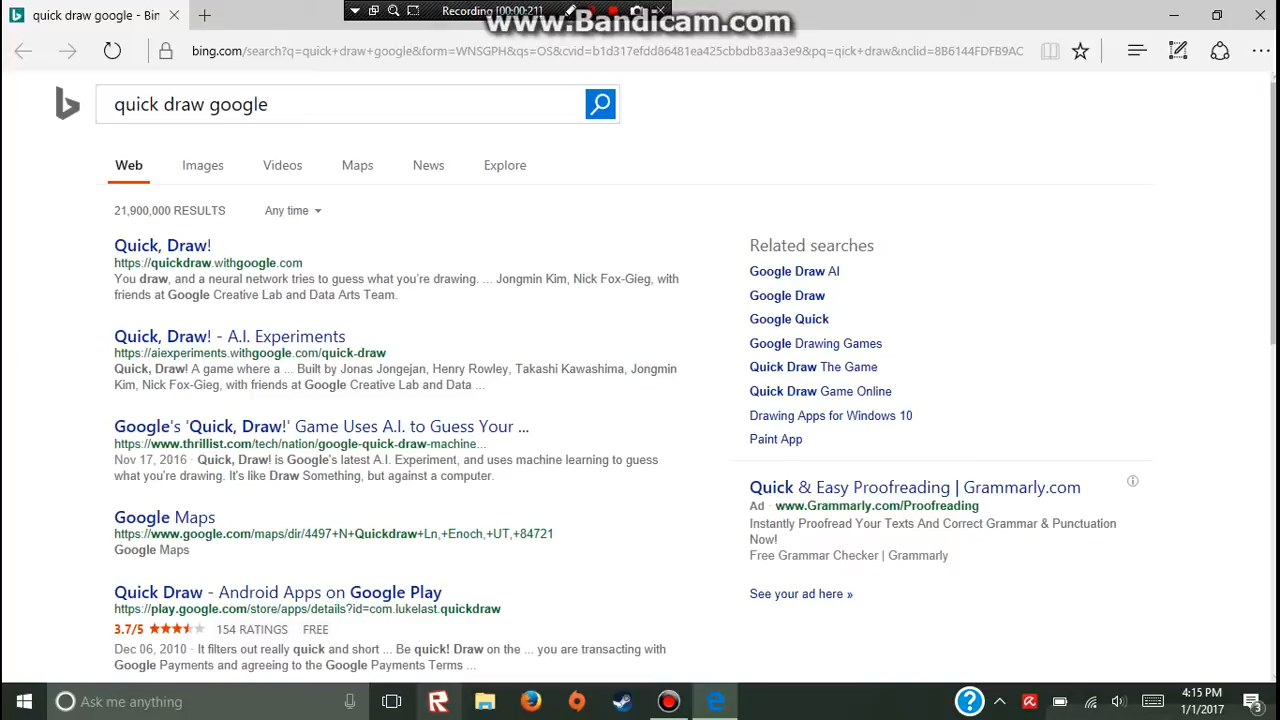 quick draw google - Bin
Recording [00:00:21]
www.Bandicam.com
bing.com/search?q=quick+draw+google&form=WNSGPH&qs=OS&cvid=b1d317efdd86481ea425cbbdb83aa3e9&pq=qick+draw&nclid=8B6144FDFB9AC
quick draw google
Web Images Videos Maps News Explore
21,900,000 RESULTS Any time
Quick, Draw!
https://quickdraw.withgoogle.com
You draw, and a neural network tries to guess what you're drawing. ... Jongmin Kim, Nick Fox-Gieg, with
friends at Google Creative Lab and Data Arts Team.
Quick, Draw! - A.I. Experiments
https://aiexperiments.withgoogle.com/quick-draw
Quick, Draw! A game where a ... Built by Jonas Jongejan, Henry Rowley, Takashi Kawashima, Jongmin
Kim, Nick Fox-Gieg, with friends at Google Creative Lab and Data ...
Google's 'Quick, Draw!' Game Uses A.I. to Guess Your ...
https://www.thrillist.com/tech/nation/google-quick-draw-machine...
Nov 17, 2016 · Quick, Draw! is Google's latest A.I. Experiment, and uses machine learning to guess
what you're drawing. It's like Draw Something, but against a computer.
Google Maps
https://www.google.com/maps/dir/4497+N+Quickdraw+Ln,+Enoch,+UT,+84721
Google Maps
Quick Draw - Android Apps on Google Play
https://play.google.com/store/apps/details?id=com.lukelast.quickdraw
3.7/5 154 RATINGS FREE
Dec 06, 2010 · It filters out really quick and short ... Be quick! Draw on the ... you are transacting with
Google Payments and agreeing to the Google Payments Terms ...
Related searches
Google Draw AI
Google Draw
Google Quick
Google Drawing Games
Quick Draw The Game
Quick Draw Game Online
Drawing Apps for Windows 10
Paint App
Quick & Easy Proofreading | Grammarly.com
Ad · www.Grammarly.com/Proofreading
Instantly Proofread Your Texts And Correct Grammar & Punctuation
Now!
Free Grammar Checker | Grammarly
See your ad here »
Ask me anything
4:15 PM
1/1/2017
3